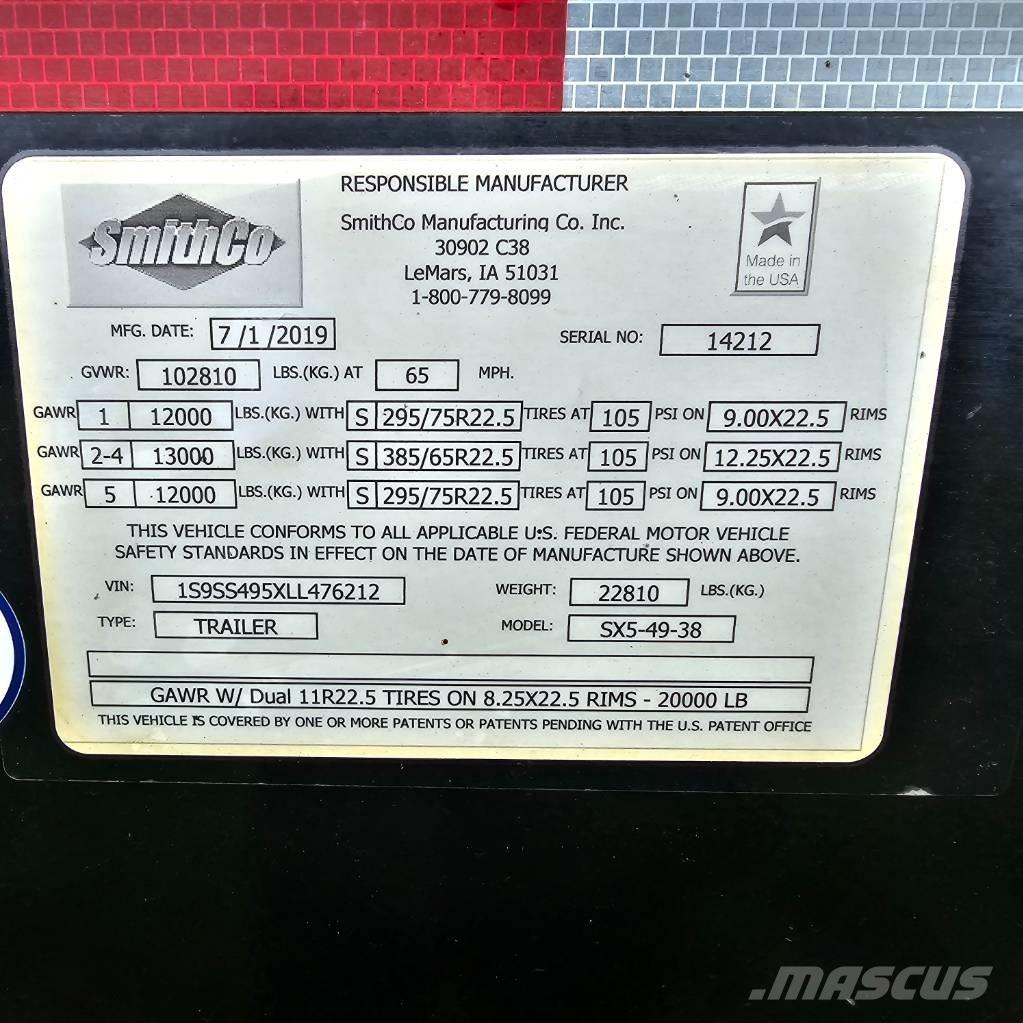 SmithCo
RESPONSIBLE MANUFACTURER
SmithCo Manufacturing Co. Inc.
30902 C38
LeMars, IA 51031
1-800-779-8099
Made in
the USA
MFG. DATE: 7/1/2019 SERIAL NO: 14212
GVWR: 102810 LBS.(KG.) AT 65 MPH.
GAWR 1 12000 LBS.(KG.) WITH S 295/75R22.5 TIRES AT 105 PSI ON 9.00X22.5 RIMS
GAWR 2-4 13000 LBS.(KG.) WITH S 385/65R22.5 TIRES AT 105 PSI ON 12.25X22.5 RIMS
GAWR 5 12000 LBS.(KG.) WITH S 295/75R22.5 TIRES AT 105 PSI ON 9.00X22.5 RIMS
THIS VEHICLE CONFORMS TO ALL APPLICABLE U.S. FEDERAL MOTOR VEHICLE
SAFETY STANDARDS IN EFFECT ON THE DATE OF MANUFACTURE SHOWN ABOVE.
VIN: 1S9SS495XLL476212 WEIGHT: 22810 LBS.(KG.)
TYPE: TRAILER MODEL: SX5-49-38
GAWR W/ Dual 11R22.5 TIRES ON 8.25X22.5 RIMS - 20000 LB
THIS VEHICLE IS COVERED BY ONE OR MORE PATENTS OR PATENTS PENDING WITH THE U.S. PATENT OFFICE
.MASCUS